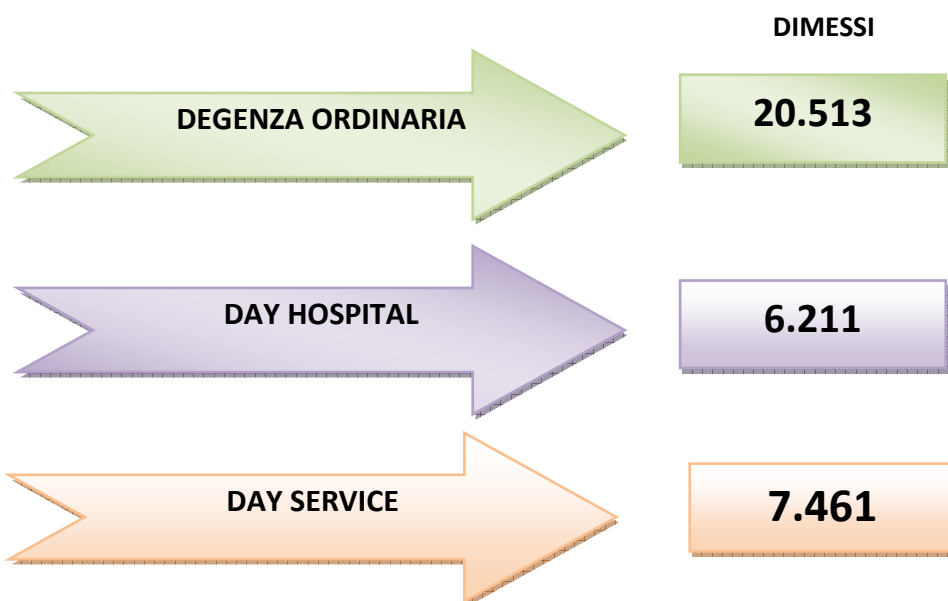 DIMESSI
DEGENZA ORDINARIA
20.513
DAY HOSPITAL
6.211
DAY SERVICE
7.461